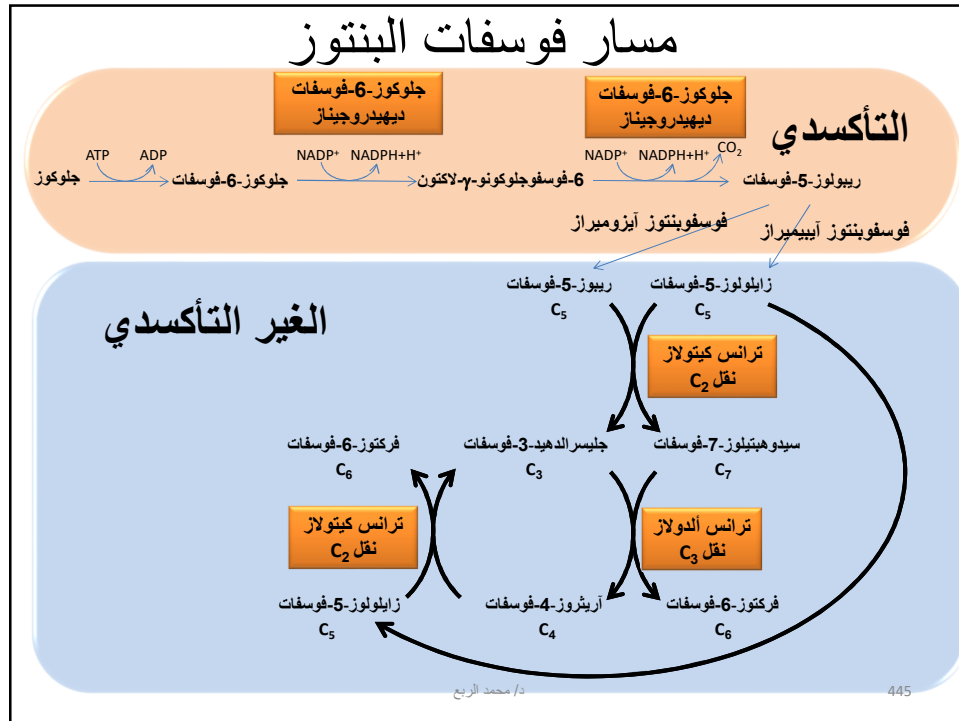 مسار فوسفات البنتوز
التأكسدي
جلوكوز-6-فوسفات
ديهيدروجيناز
جلوكوز-6-فوسفات
ديهيدروجيناز
ATP ADP
NADP⁺ NADPH+H⁺
NADP⁺ NADPH+H⁺ CO₂
جلوكوز
جلوكوز-6-فوسفات
6-فوسفوجلوكونو-γ-لاكتون
ريبولوز-5-فوسفات
فوسفوبنتوز آيزوميراز
فوسفوبنتوز آيبيميراز
الغير التأكسدي
ريبوز-5-فوسفات
C₅
زايلولوز-5-فوسفات
C₅
ترانس كيتولاز
نقل C₂
فركتوز-6-فوسفات
C₆
جليسرالدهيد-3-فوسفات
C₃
سيدوهبتيلوز-7-فوسفات
C₇
ترانس كيتولاز
نقل C₂
ترانس ألدولاز
نقل C₃
زايلولوز-5-فوسفات
C₅
آريثروز-4-فوسفات
C₄
فركتوز-6-فوسفات
C₆
د/ محمد الربع
445